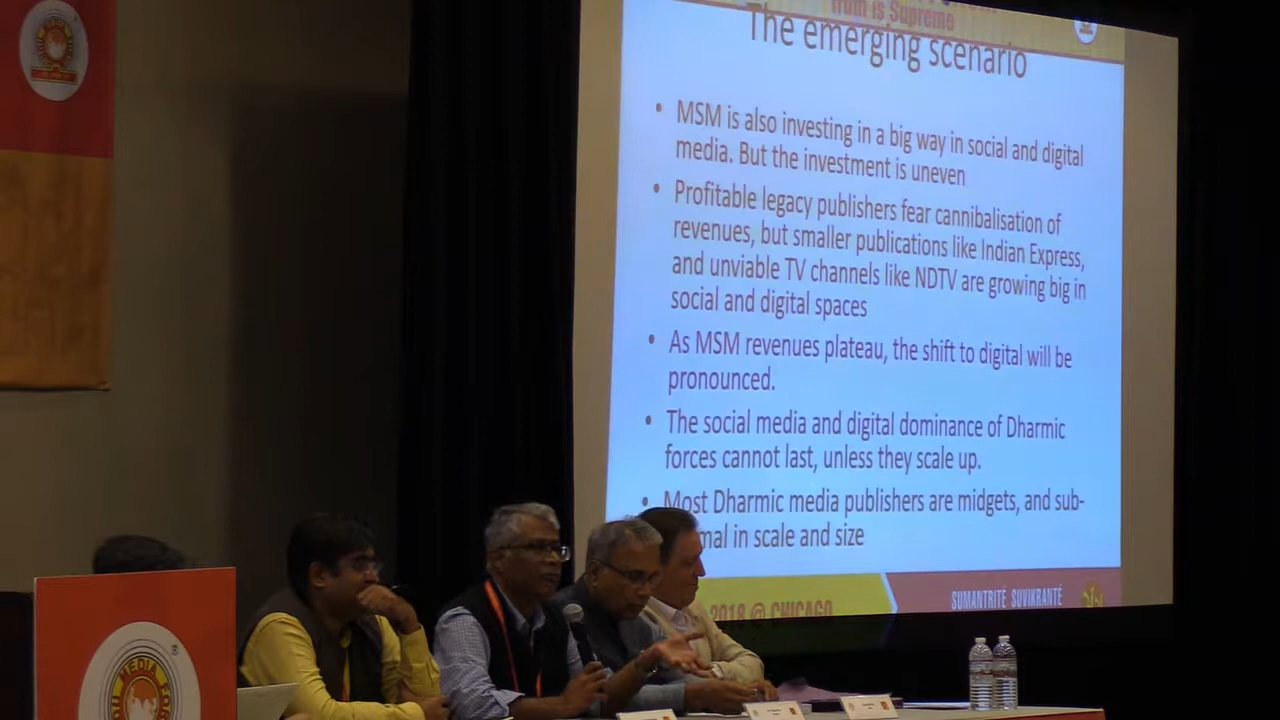 from is Supreme
The emerging scenario
• MSM is also investing in a big way in social and digital
media. But the investment is uneven
• Profitable legacy publishers fear cannibalisation of
revenues, but smaller publications like Indian Express,
and unviable TV channels like NDTV are growing big in
social and digital spaces
• As MSM revenues plateau, the shift to digital will be
pronounced.
• The social media and digital dominance of Dharmic
forces cannot last, unless they scale up.
• Most Dharmic media publishers are midgets, and sub-
mal in scale and size
2018 @ CHICAGO
SUMANTRITÉ SUVIKRANTÉ
MEDIA